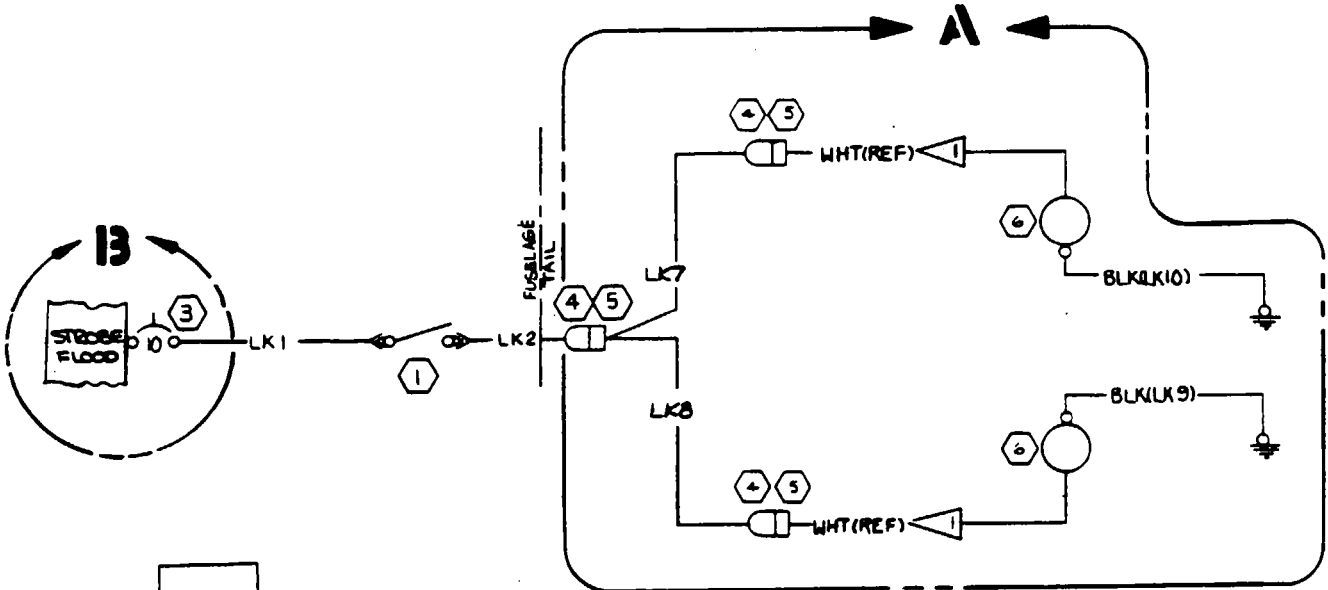 A
4 5
WHT(REF) 1
6
BLK(LK10)
B
FUSELAGE
TAIL
LK7
3
4 5
STROBE
FLOOD
10
LK1
LK2
1
LK8
BLK(LK9)
6
4 5
WHT(REF) 1